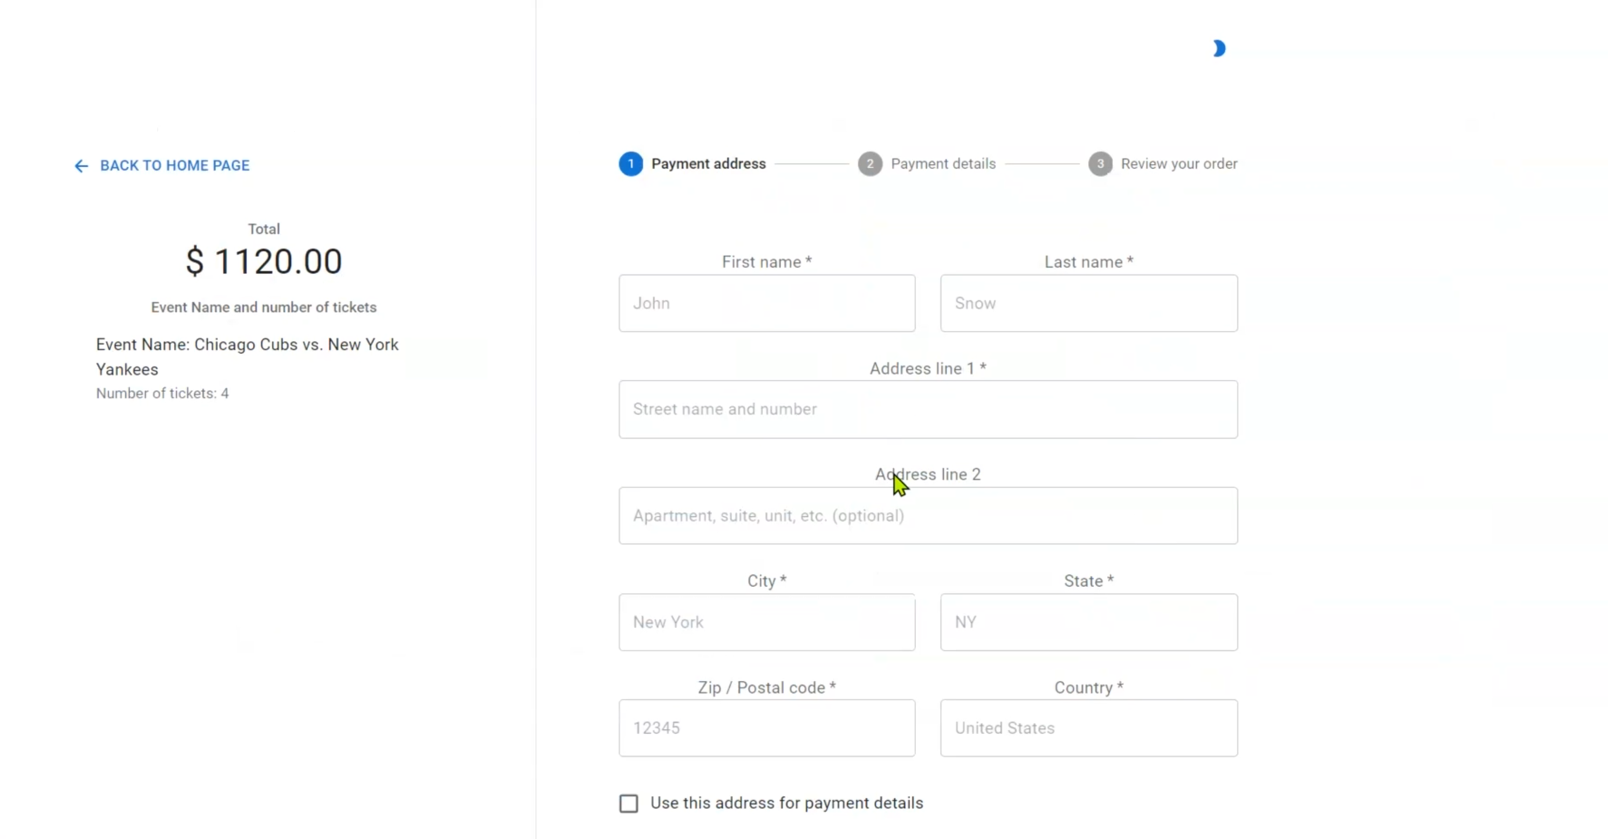 BACK TO HOME PAGE
Total
$ 1120.00
Event Name and number of tickets
Event Name: Chicago Cubs vs. New York
Yankees
Number of tickets: 4
1 Payment address 2 Payment details 3 Review your order
First name * Last name *
John Snow
Address line 1 *
Street name and number
Address line 2
Apartment, suite, unit, etc. (optional)
City * State *
New York NY
Zip / Postal code * Country *
12345 United States
Use this address for payment details